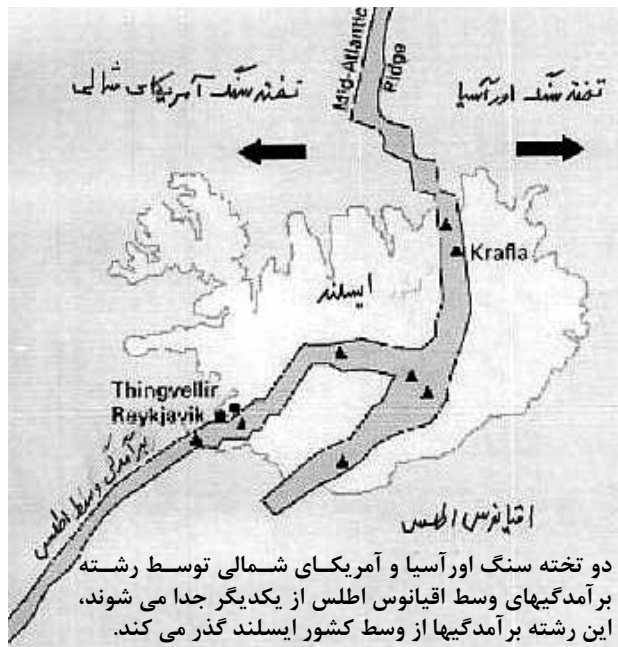 Mid-Atlantic
Ridge
تخته سنگ آمریکای شمالی
تخته سنگ اورآسیا
Krafla
ایسلند
Thingvellir
Reykjavik
برآمدگی وسط اطلس
اقیانوس اطلس
دو تخته سنگ اورآسیا و آمریکای شمالی توسط رشته
برآمدگیهای وسط اقیانوس اطلس از یکدیگر جدا می شوند،
این رشته برآمدگیها از وسط کشور ایسلند گذر می کند.